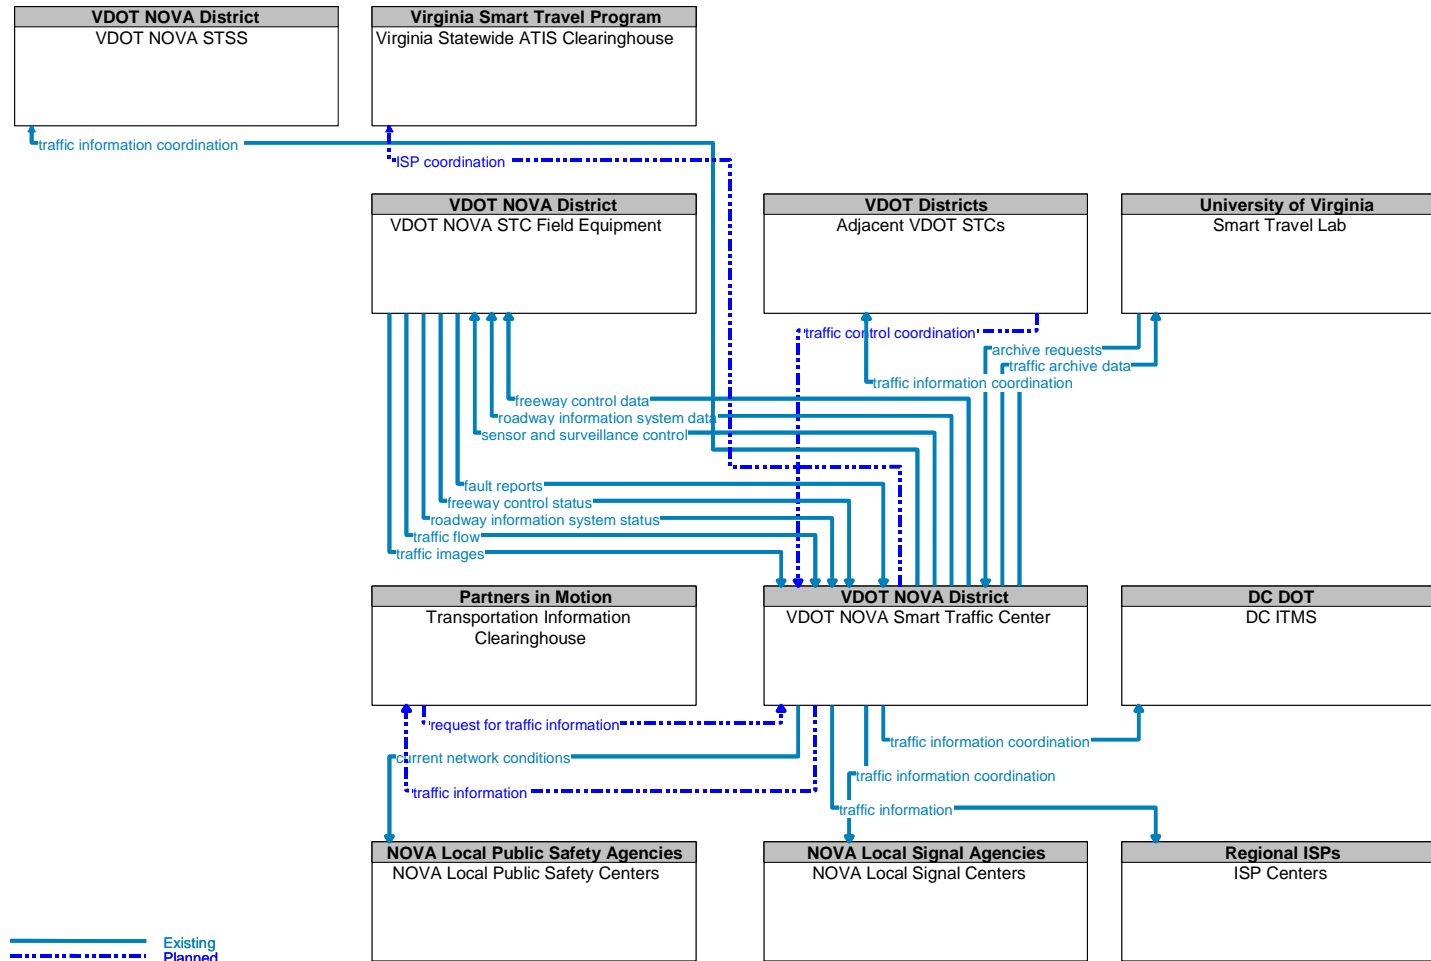 VDOT NOVA District
VDOT NOVA STSS
Virginia Smart Travel Program
Virginia Statewide ATIS Clearinghouse
traffic information coordination
ISP coordination
VDOT NOVA District
VDOT NOVA STC Field Equipment
VDOT Districts
Adjacent VDOT STCs
University of Virginia
Smart Travel Lab
traffic control coordination
archive requests
traffic archive data
traffic information coordination
freeway control data
roadway information system data
sensor and surveillance control
fault reports
freeway control status
roadway information system status
traffic flow
traffic images
Partners in Motion
Transportation Information
Clearinghouse
VDOT NOVA District
VDOT NOVA Smart Traffic Center
DC DOT
DC ITMS
request for traffic information
traffic information coordination
current network conditions
traffic information coordination
traffic information
traffic information
NOVA Local Public Safety Agencies
NOVA Local Public Safety Centers
NOVA Local Signal Agencies
NOVA Local Signal Centers
Regional ISPs
ISP Centers
Existing
Planned